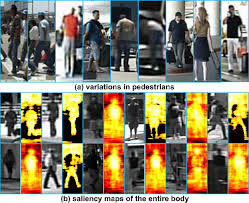 (a) variations in pedestrians
(b) saliency maps of the entire body